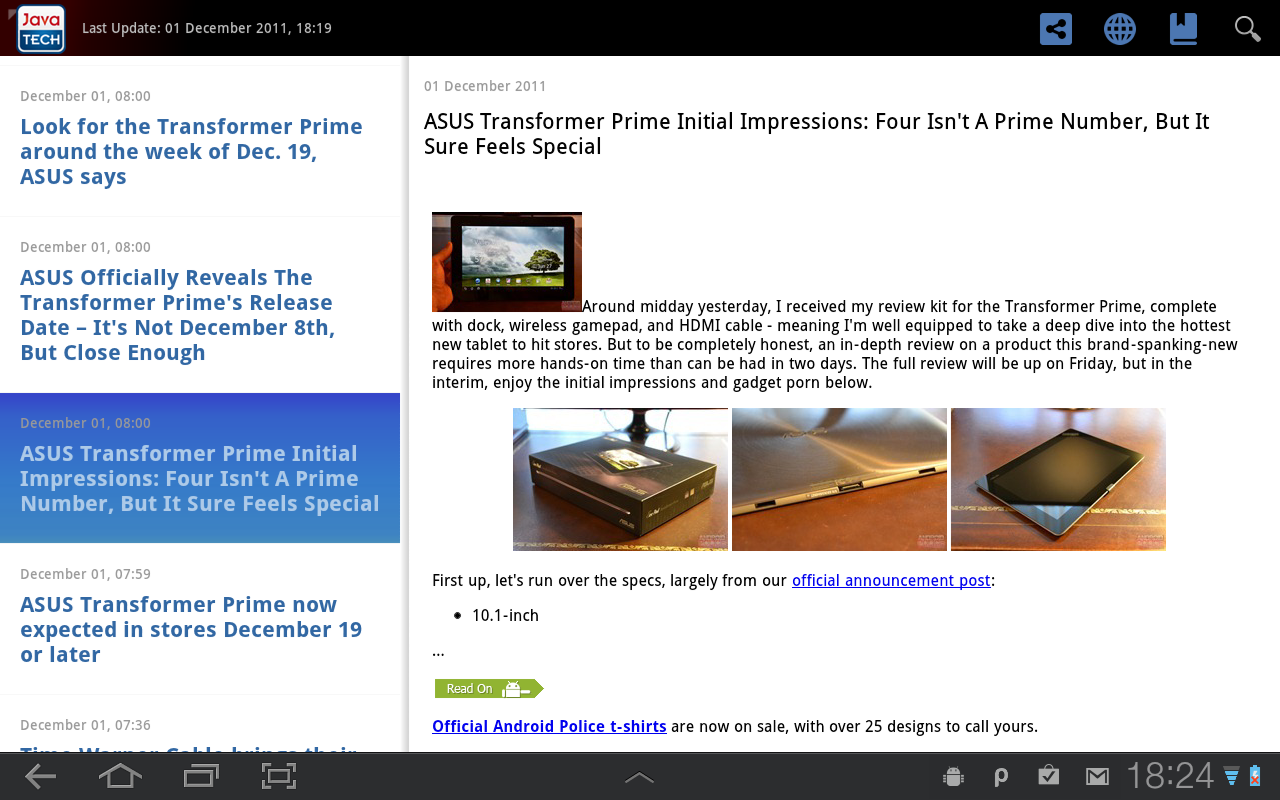 Java
TECH
Last Update: 01 December 2011, 18:19
December 01, 08:00
Look for the Transformer Prime
around the week of Dec. 19,
ASUS says
December 01, 08:00
ASUS Officially Reveals The
Transformer Prime's Release
Date – It's Not December 8th,
But Close Enough
December 01, 08:00
ASUS Transformer Prime Initial
Impressions: Four Isn't A Prime
Number, But It Sure Feels Special
December 01, 07:59
ASUS Transformer Prime now
expected in stores December 19
or later
December 01, 07:36
Time Warner Cable brings their
01 December 2011
ASUS Transformer Prime Initial Impressions: Four Isn't A Prime Number, But It
Sure Feels Special
Around midday yesterday, I received my review kit for the Transformer Prime, complete
with dock, wireless gamepad, and HDMI cable - meaning I'm well equipped to take a deep dive into the hottest
new tablet to hit stores. But to be completely honest, an in-depth review on a product this brand-spanking-new
requires more hands-on time than can be had in two days. The full review will be up on Friday, but in the
interim, enjoy the initial impressions and gadget porn below.
ASUS
ASUS
First up, let's run over the specs, largely from our official announcement post:
• 10.1-inch
...
Read On
Official Android Police t-shirts are now on sale, with over 25 designs to call yours.
18:24